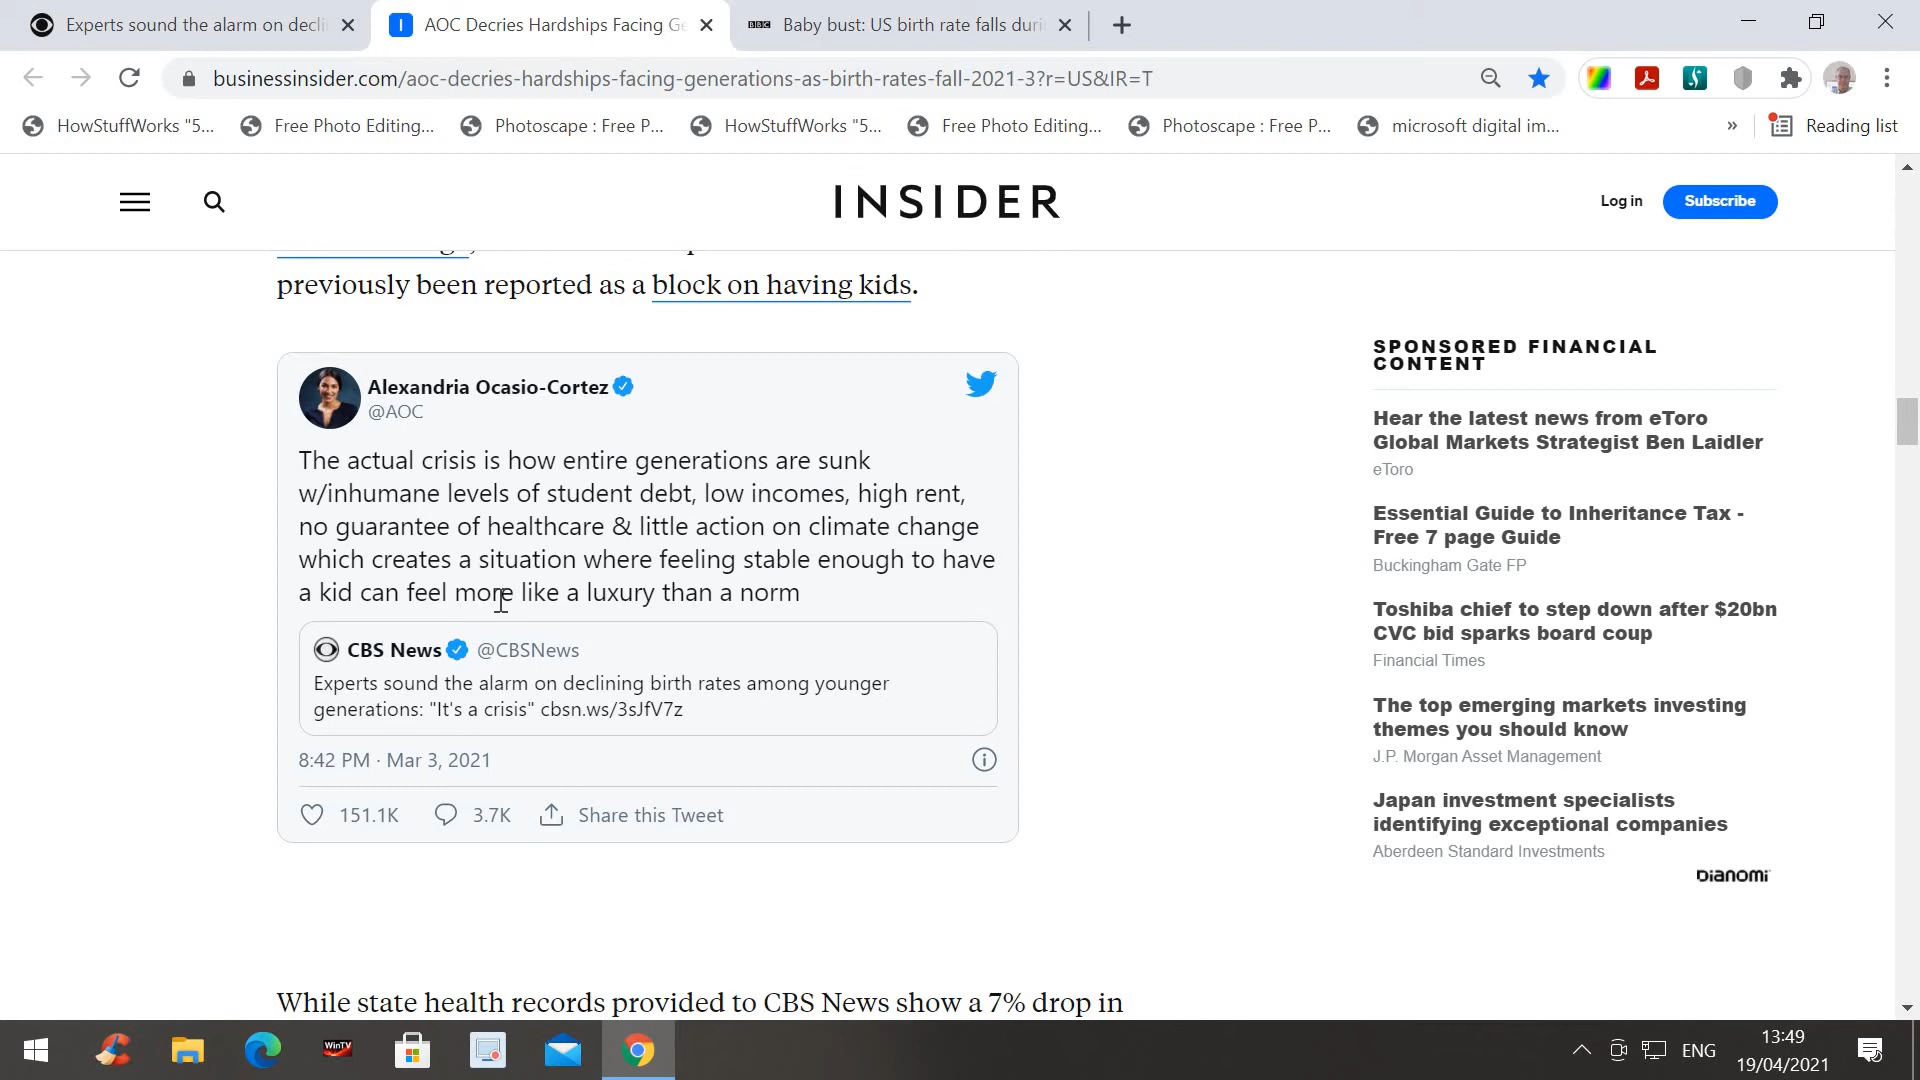 Experts sound the alarm on decli
AOC Decries Hardships Facing Ge
BBC
Baby bust: US birth rate falls duri
businessinsider.com/aoc-decries-hardships-facing-generations-as-birth-rates-fall-2021-3?r=US&IR=T
HowStuffWorks "5...
Free Photo Editing...
Photoscape : Free P...
HowStuffWorks "5...
Free Photo Editing...
Photoscape : Free P...
microsoft digital im...
»
Reading list
INSIDER
Log in
Subscribe
previously been reported as a block on having kids.
Alexandria Ocasio-Cortez
@AOC
The actual crisis is how entire generations are sunk
w/inhumane levels of student debt, low incomes, high rent,
no guarantee of healthcare & little action on climate change
which creates a situation where feeling stable enough to have
a kid can feel more like a luxury than a norm
CBS News @CBSNews
Experts sound the alarm on declining birth rates among younger
generations: "It's a crisis" cbsn.ws/3sJfV7z
8:42 PM · Mar 3, 2021
151.1K
3.7K
Share this Tweet
SPONSORED FINANCIAL
CONTENT
Hear the latest news from eToro
Global Markets Strategist Ben Laidler
eToro
Essential Guide to Inheritance Tax -
Free 7 page Guide
Buckingham Gate FP
Toshiba chief to step down after $20bn
CVC bid sparks board coup
Financial Times
The top emerging markets investing
themes you should know
J.P. Morgan Asset Management
Japan investment specialists
identifying exceptional companies
Aberdeen Standard Investments
DIANOMI
While state health records provided to CBS News show a 7% drop in
WinTV
ENG
13:49
19/04/2021